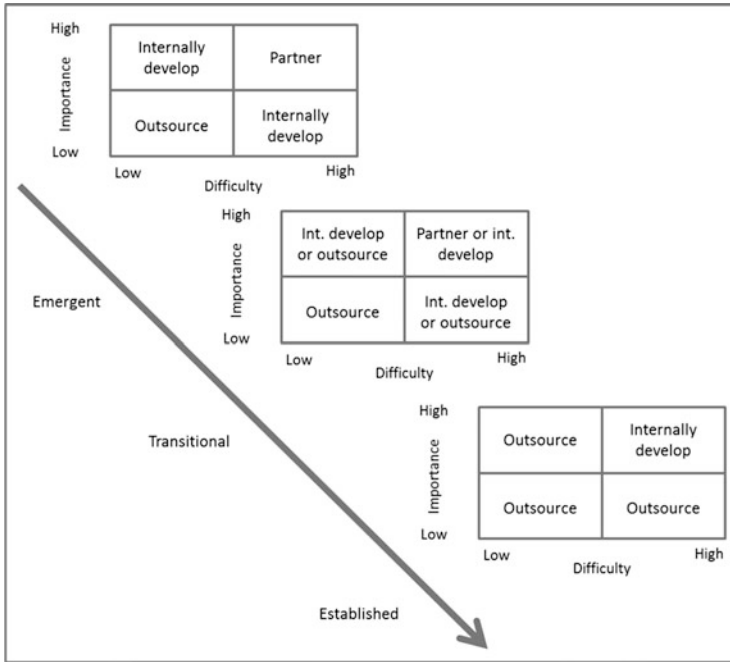 High
Importance
Low
Internally
develop
Partner
Outsource
Internally
develop
Low
High
Difficulty
High
Importance
Low
Int. develop
or outsource
Partner or int.
develop
Outsource
Int. develop
or outsource
Low
High
Difficulty
Emergent
High
Importance
Low
Outsource
Internally
develop
Outsource
Outsource
Low
High
Difficulty
Transitional
Established